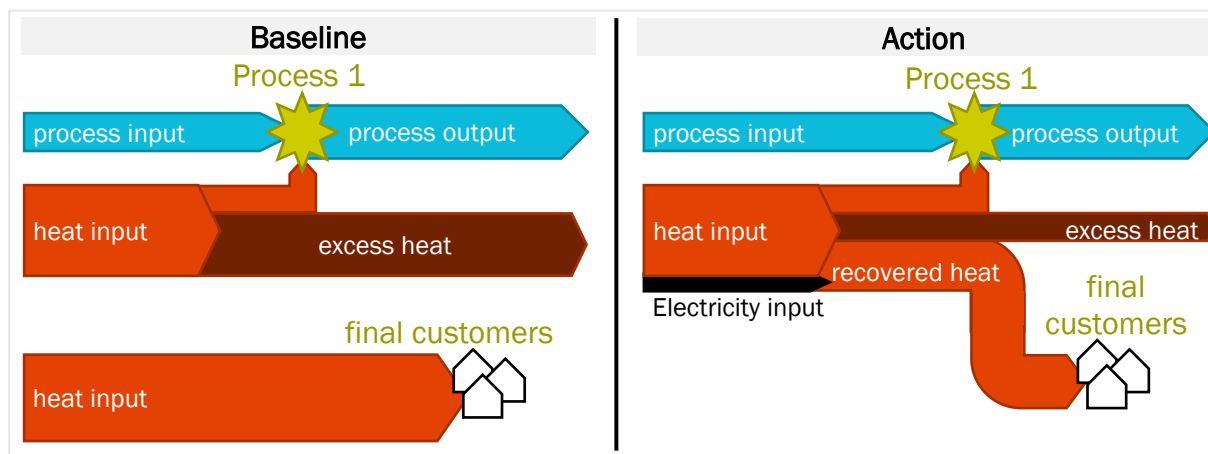 Baseline
Process 1
process input
process output
heat input
excess heat
final customers
heat input
Action
Process 1
process input
process output
heat input
excess heat
recovered heat
Electricity input
final
customers